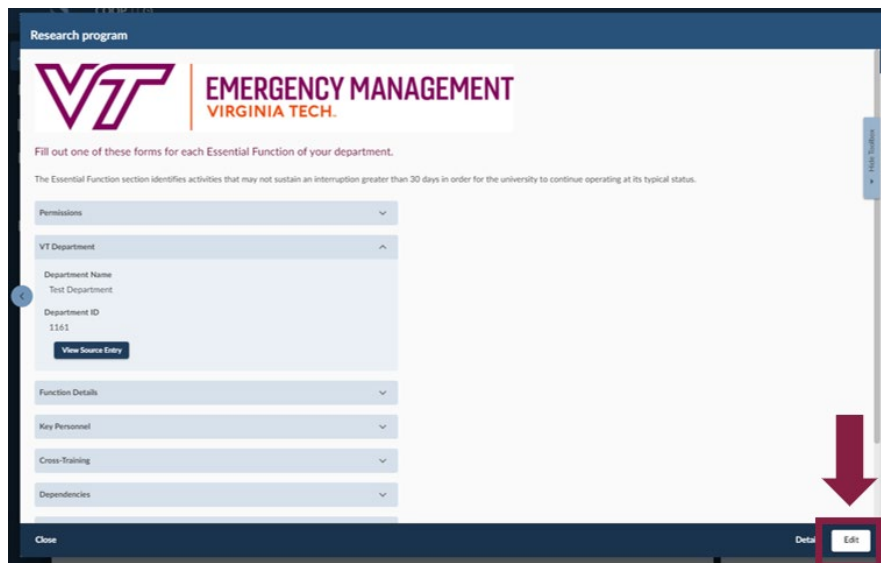 Research program
VT
EMERGENCY MANAGEMENT
VIRGINIA TECH.
Fill out one of these forms for each Essential Function of your department.
The Essential Function section identifies activities that may not sustain an interruption greater than 30 days in order for the university to continue operating at its typical status.
Hide Toolbox
Permissions
VT Department
Department Name
Test Department
Department ID
1161
View Source Entry
Function Details
Key Personnel
Cross-Training
Dependencies
Close
Edit